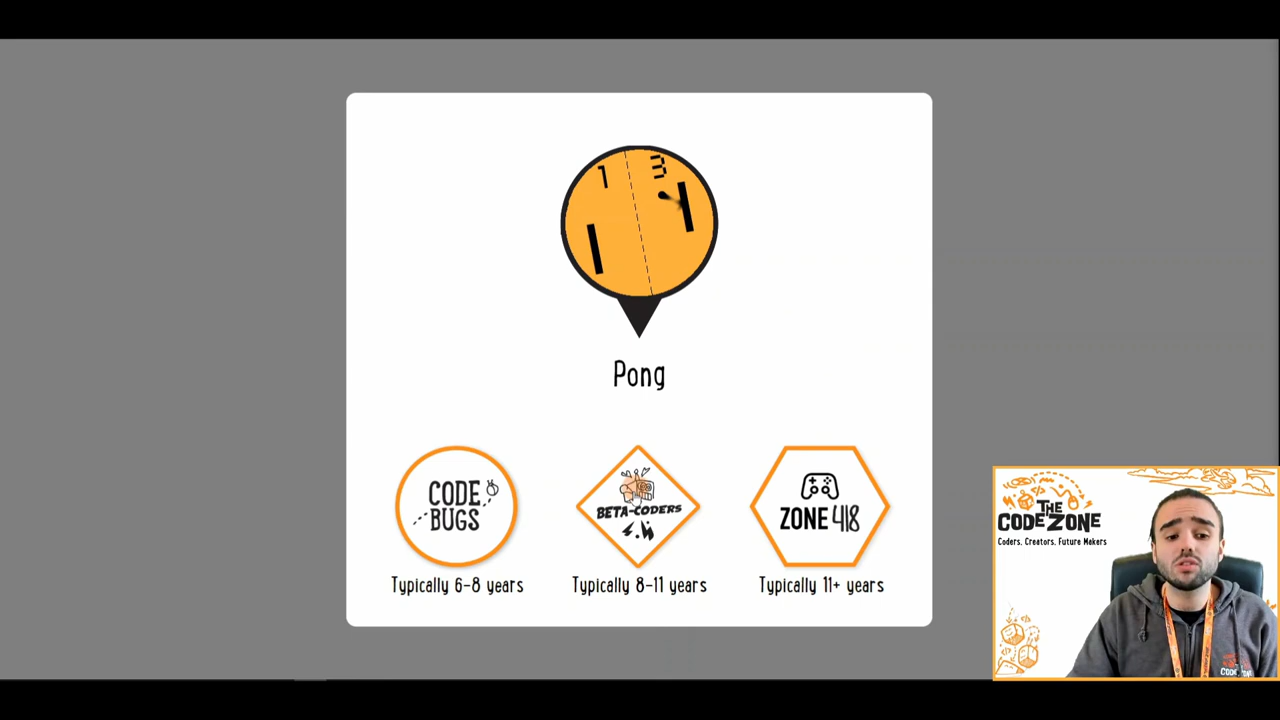 1 3
Pong
CODE
BUGS
BETA-CODERS
ZONE 418
Typically 6-8 years
Typically 8-11 years
Typically 11+ years
THE
CODE ZONE
Coders, Creators, Future Makers